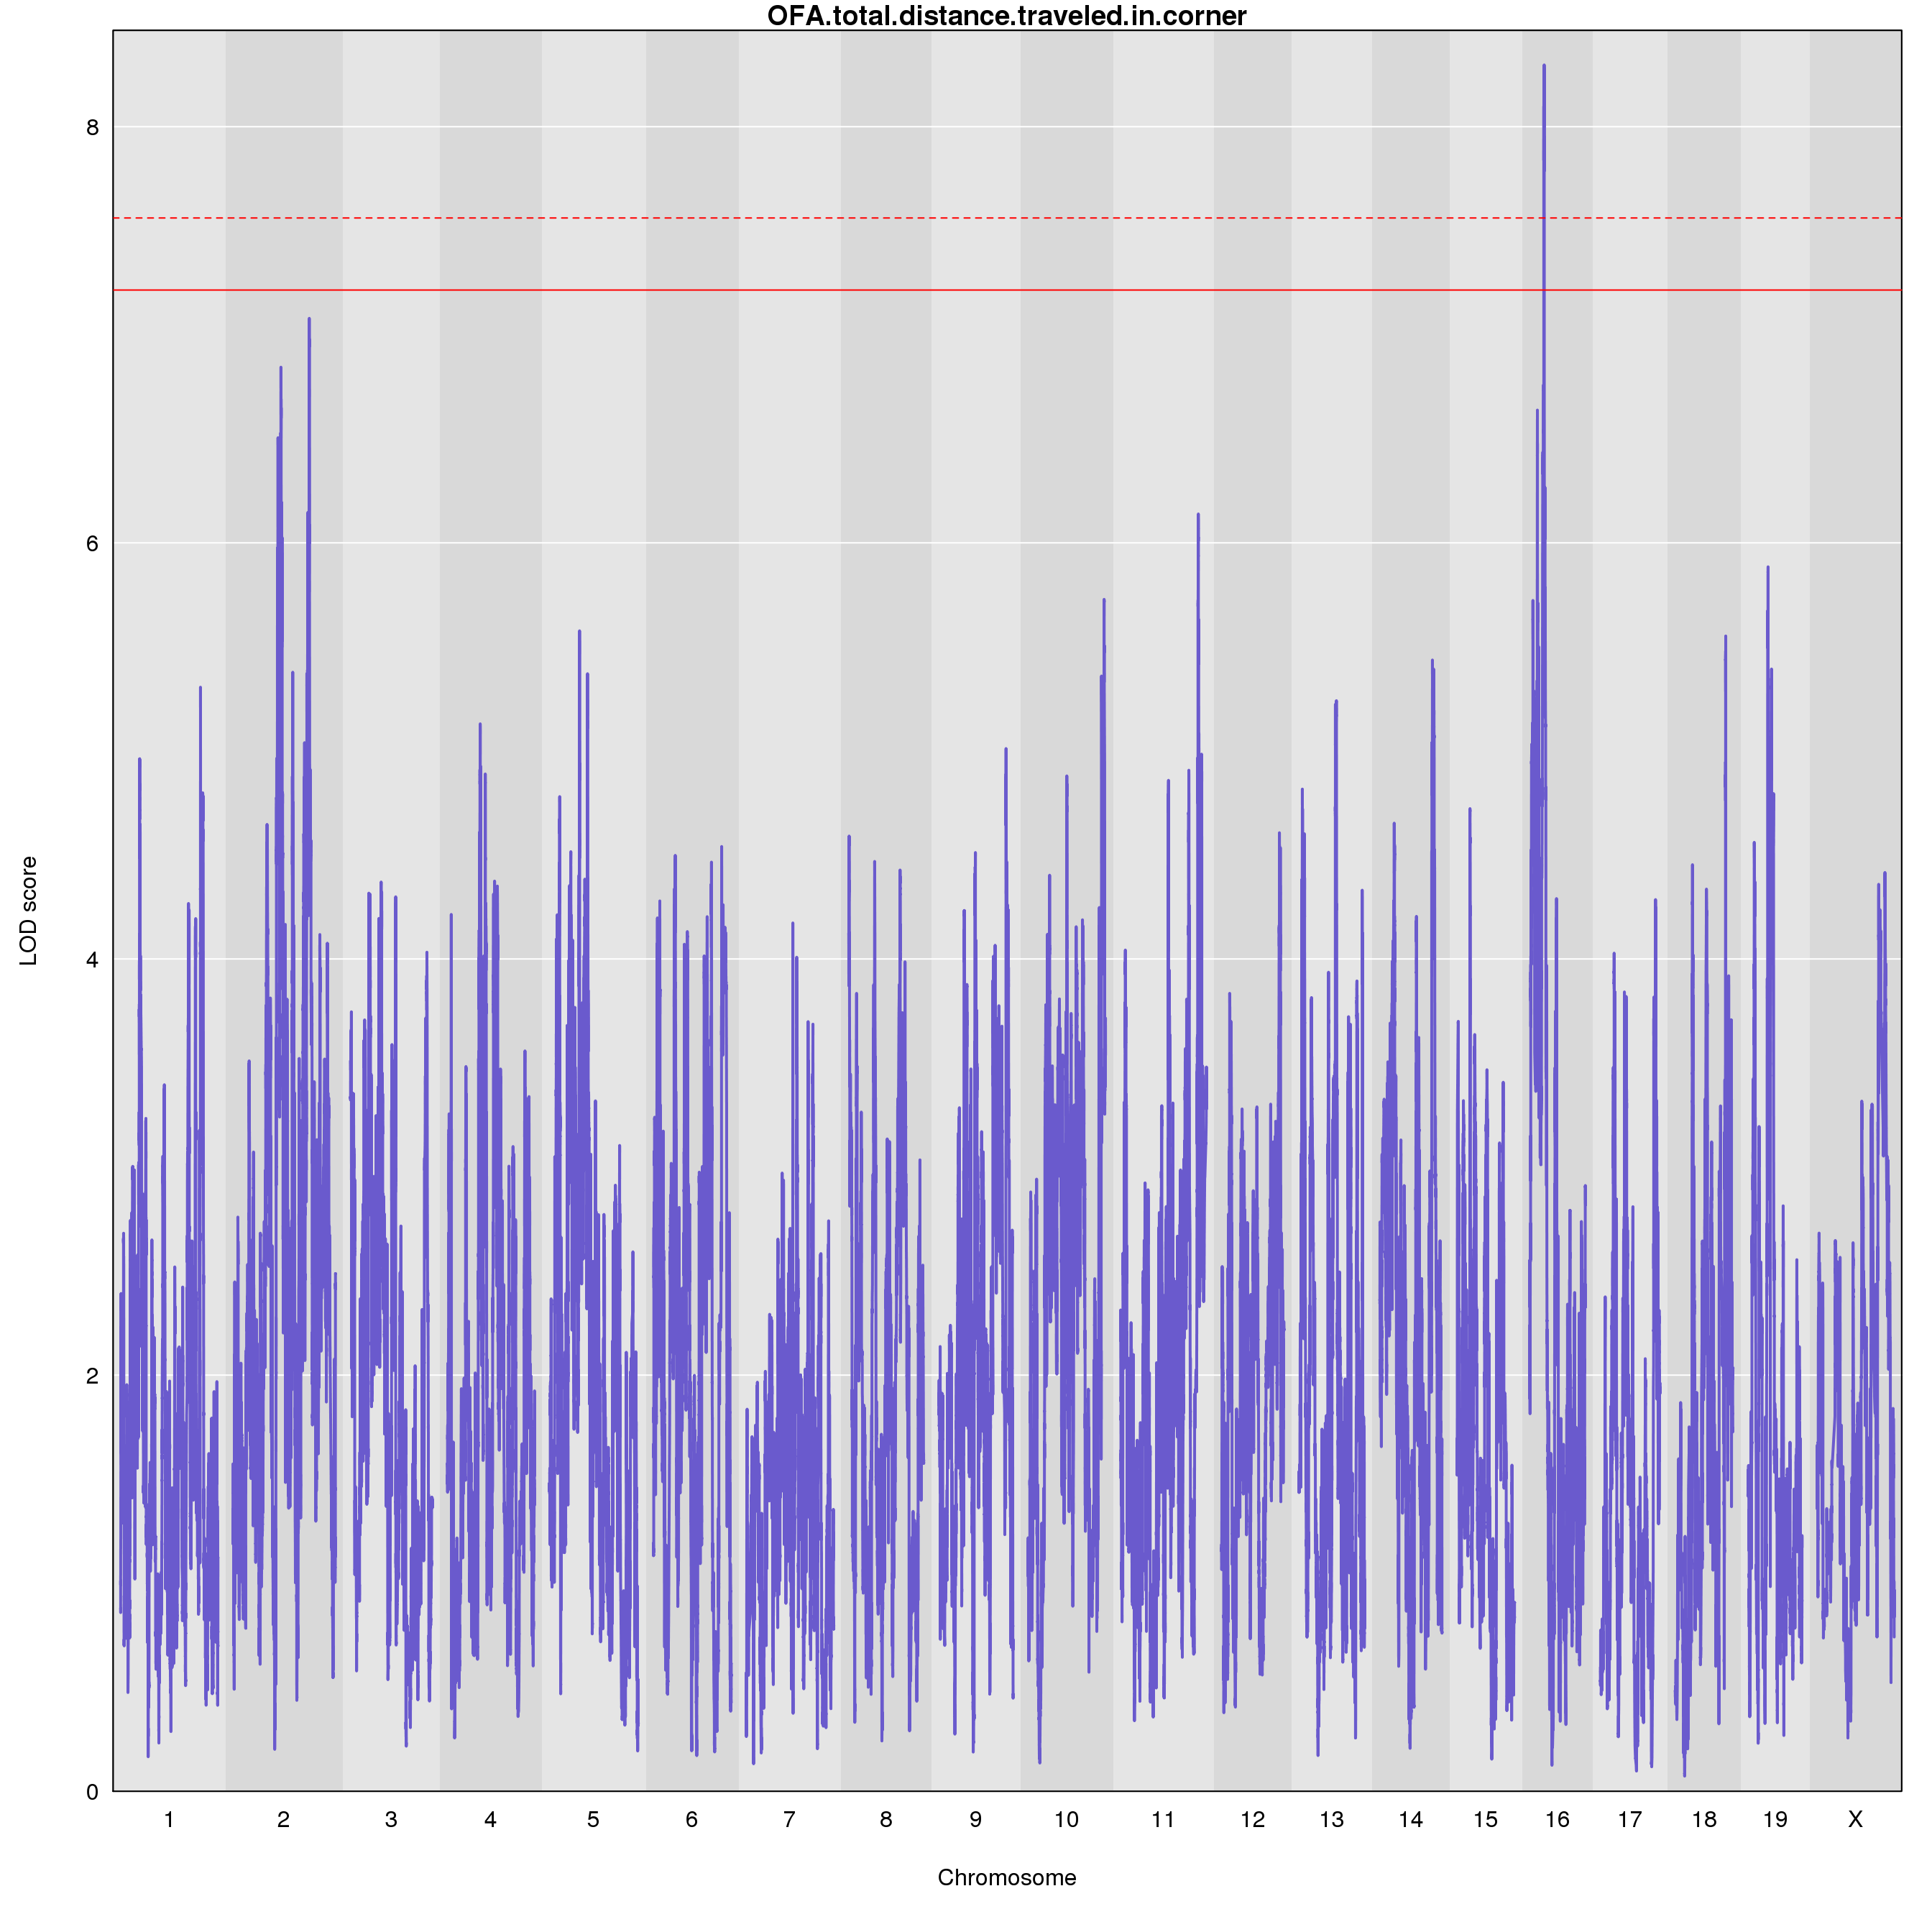 OFA.total.distance.traveled.in.corner
8
6
4
2
0
LOD score
1 2 3 4 5 6 7 8 9 10 11 12 13 14 15 16 17 18 19 X
Chromosome